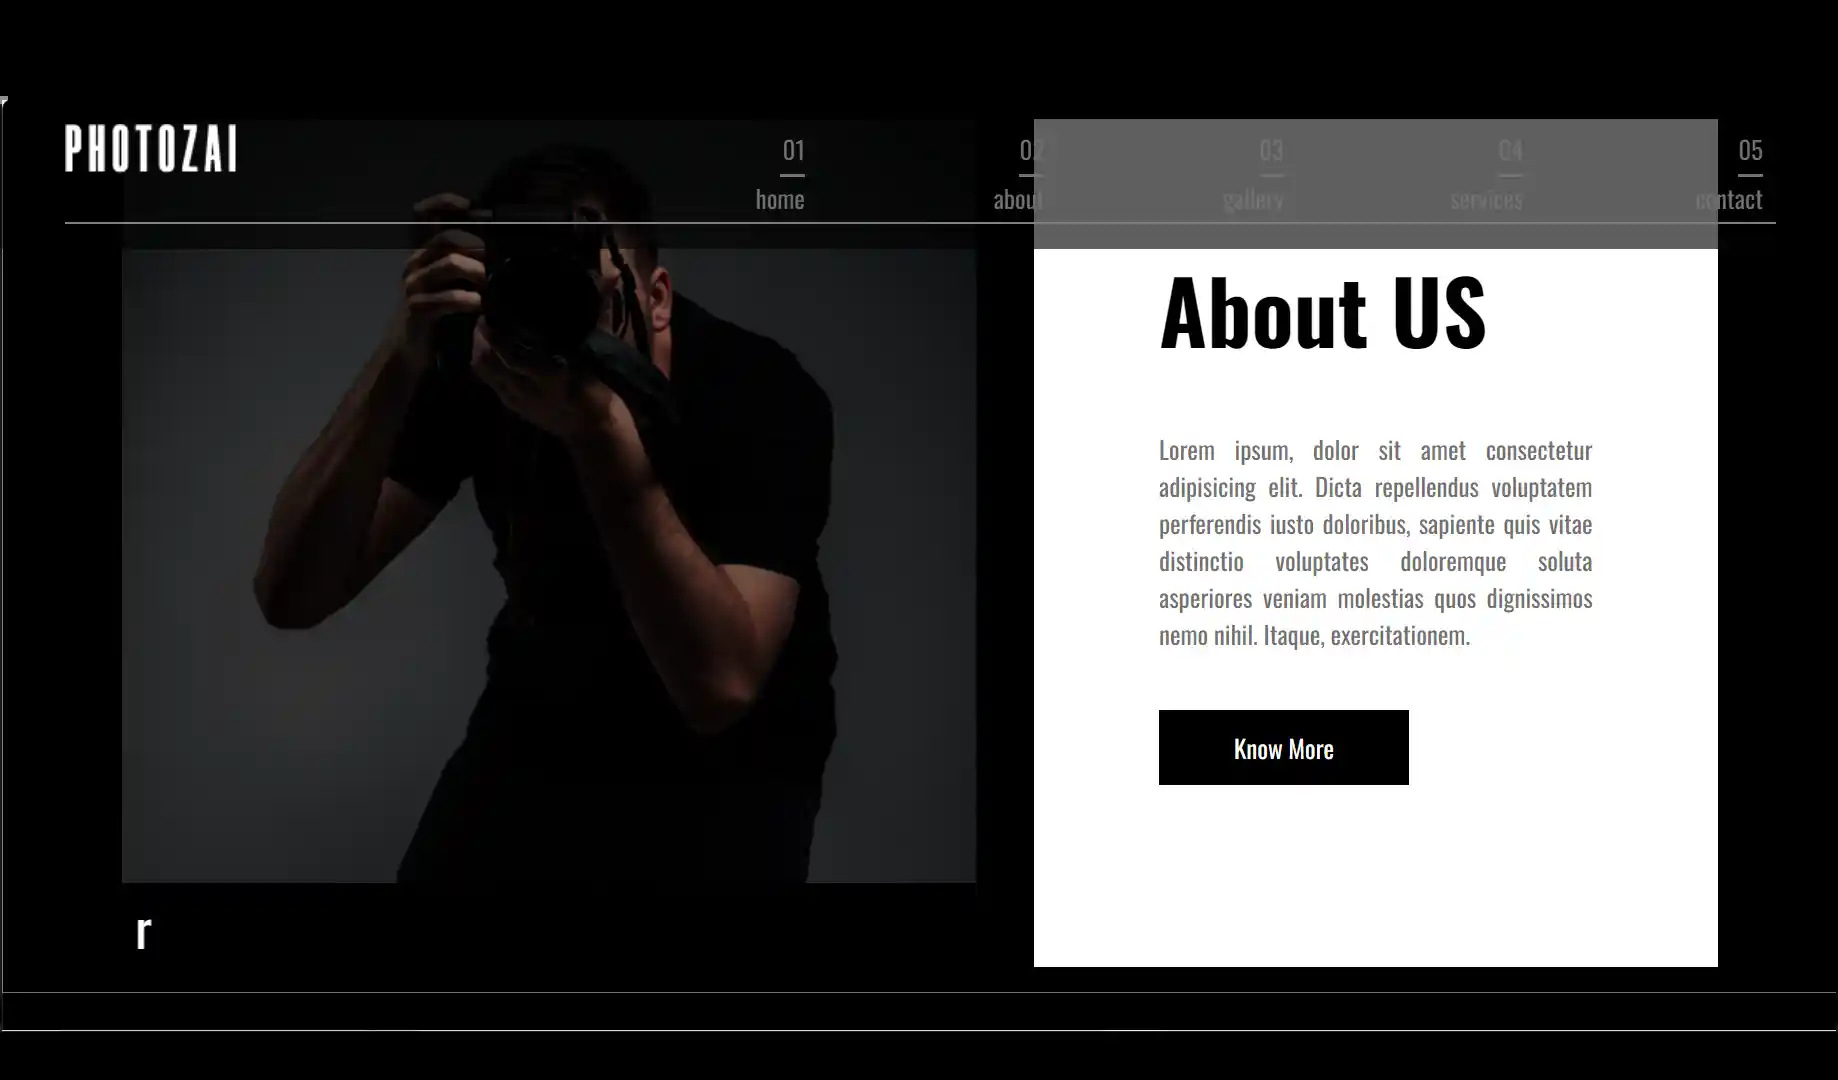 PHOTOZAI
01
02
03
04
05
home
about
gallery
services
contact
About US
Lorem ipsum, dolor sit amet consectetur
adipisicing elit. Dicta repellendus voluptatem
perferendis iusto doloribus, sapiente quis vitae
distinctio voluptates doloremque soluta
asperiores veniam molestias quos dignissimos
nemo nihil. Itaque, exercitationem.
Know More
r